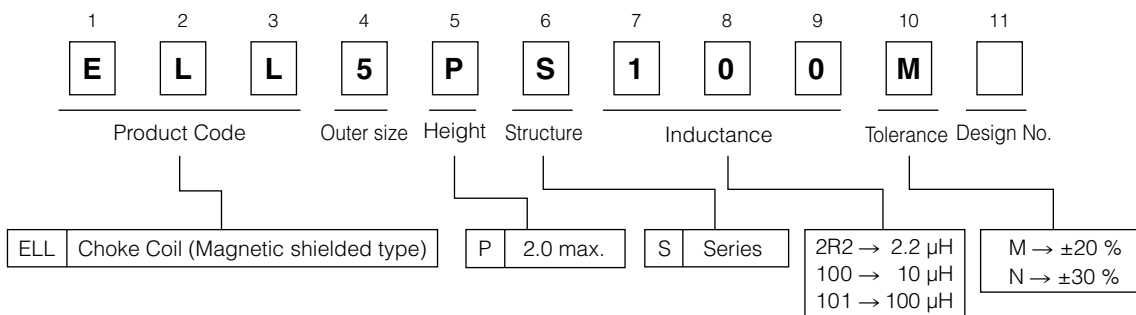 1 2 3 4 5 6 7 8 9 10 11
E L L 5 P S 1 0 0 M
Product Code Outer size Height Structure Inductance Tolerance Design No.
ELL Choke Coil (Magnetic shielded type) P 2.0 max. S Series
2R2 → 2.2 μH
100 → 10 μH
101 → 100 μH
M → ±20 %
N → ±30 %